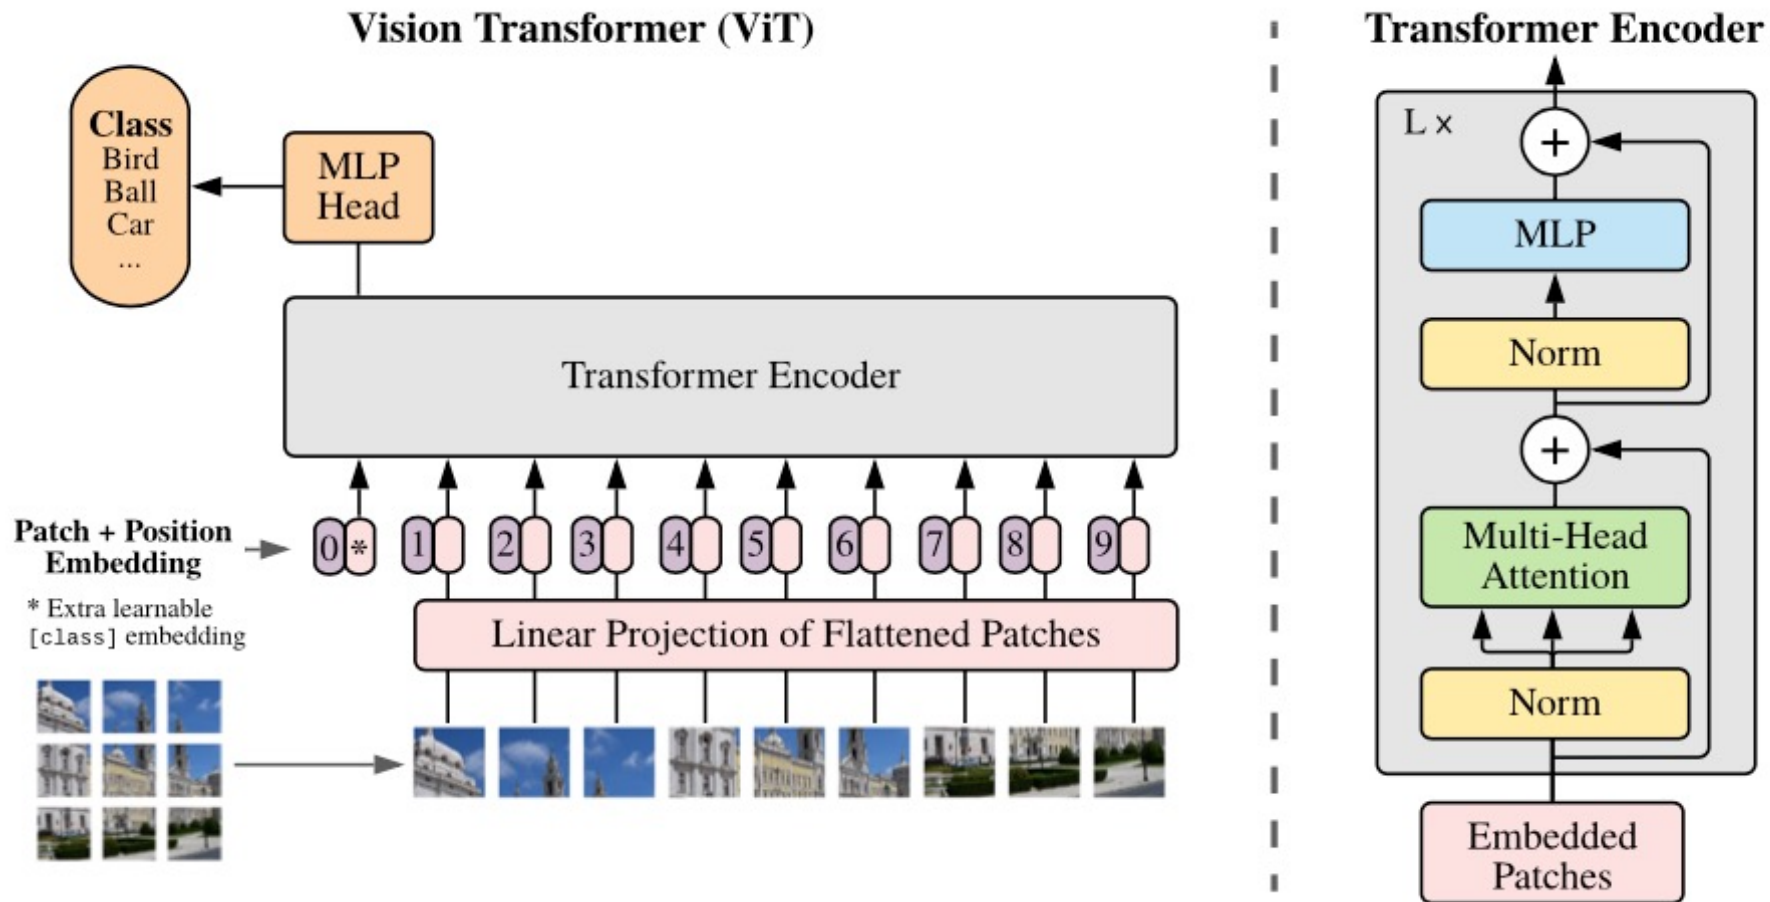 Vision Transformer (ViT)
Class
Bird
Ball
Car
...
MLP
Head
Transformer Encoder
Patch + Position
Embedding
0 * 1 2 3 4 5 6 7 8 9
* Extra learnable
[class] embedding
Linear Projection of Flattened Patches
Transformer Encoder
L ×
+
MLP
Norm
+
Multi-Head
Attention
Norm
Embedded
Patches